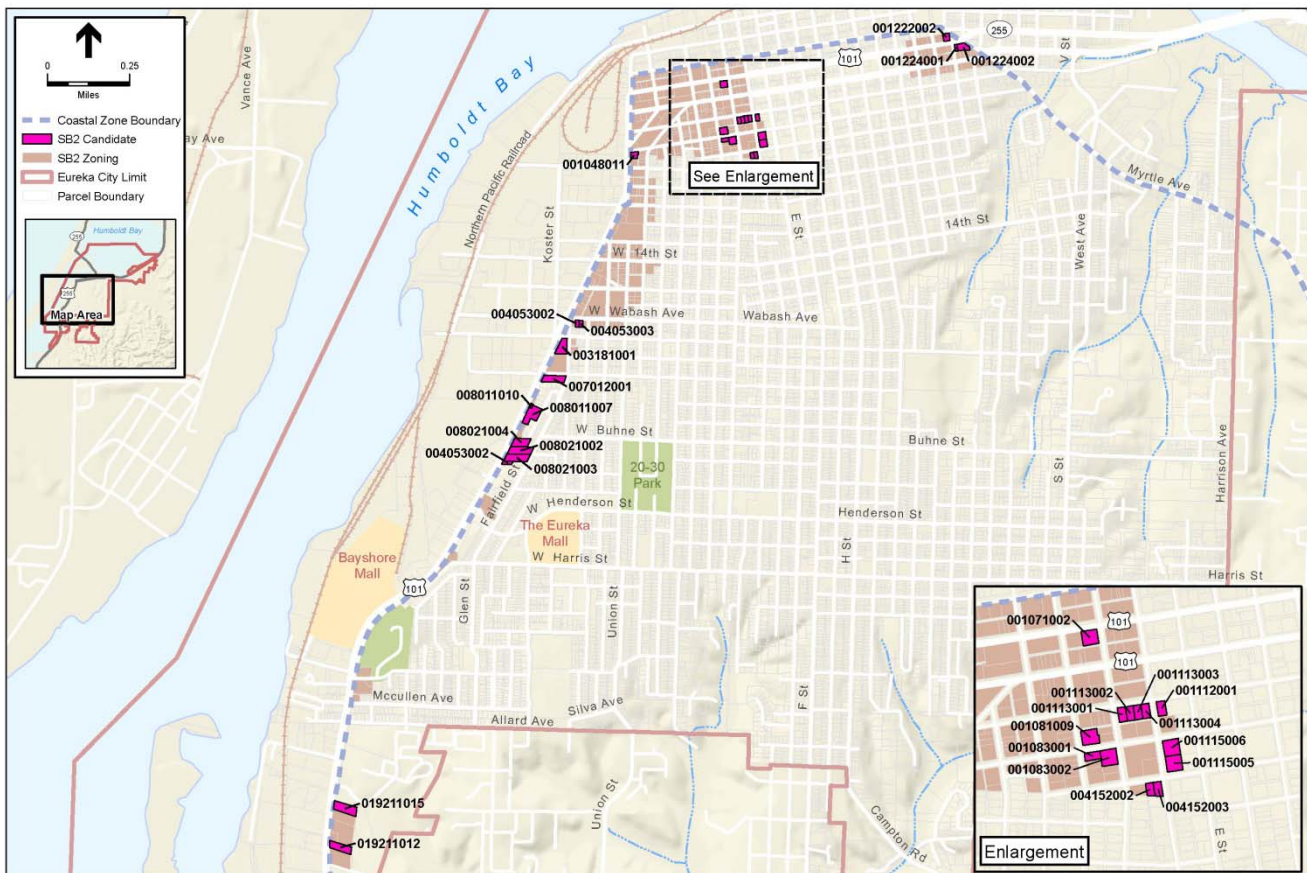 0
0.25
Miles
Coastal Zone Boundary
SB2 Candidate
SB2 Zoning
Eureka City Limit
Parcel Boundary
Humboldt Bay
255
101
Map Area
Vance Ave
ay Ave
Humboldt Bay
Northern Pacific Railroad
001222002
255
101
001224001
001224002
V St
001048011
See Enlargement
Myrtle Ave
Koster St
E St
14th St
W 14th St
West Ave
004053002
W Wabash Ave
Wabash Ave
004053003
003181001
007012001
008011010
008011007
008021004
W Buhne St
Buhne St
008021002
004053002
008021003
20-30
Park
S St
Harrison Ave
Fairfield St
W Henderson St
Henderson St
The Eureka
Mall
W Harris St
H St
Harris St
Bayshore
Mall
101
Glen St
Union St
Mccullen Ave
Silva Ave
Allard Ave
F St
019211015
Union St
Campton Rd
019211012
001071002
101
101
001113003
001113002
001112001
001113001
001113004
001081009
001083001
001115006
001083002
001115005
004152002
004152003
E St
Enlargement